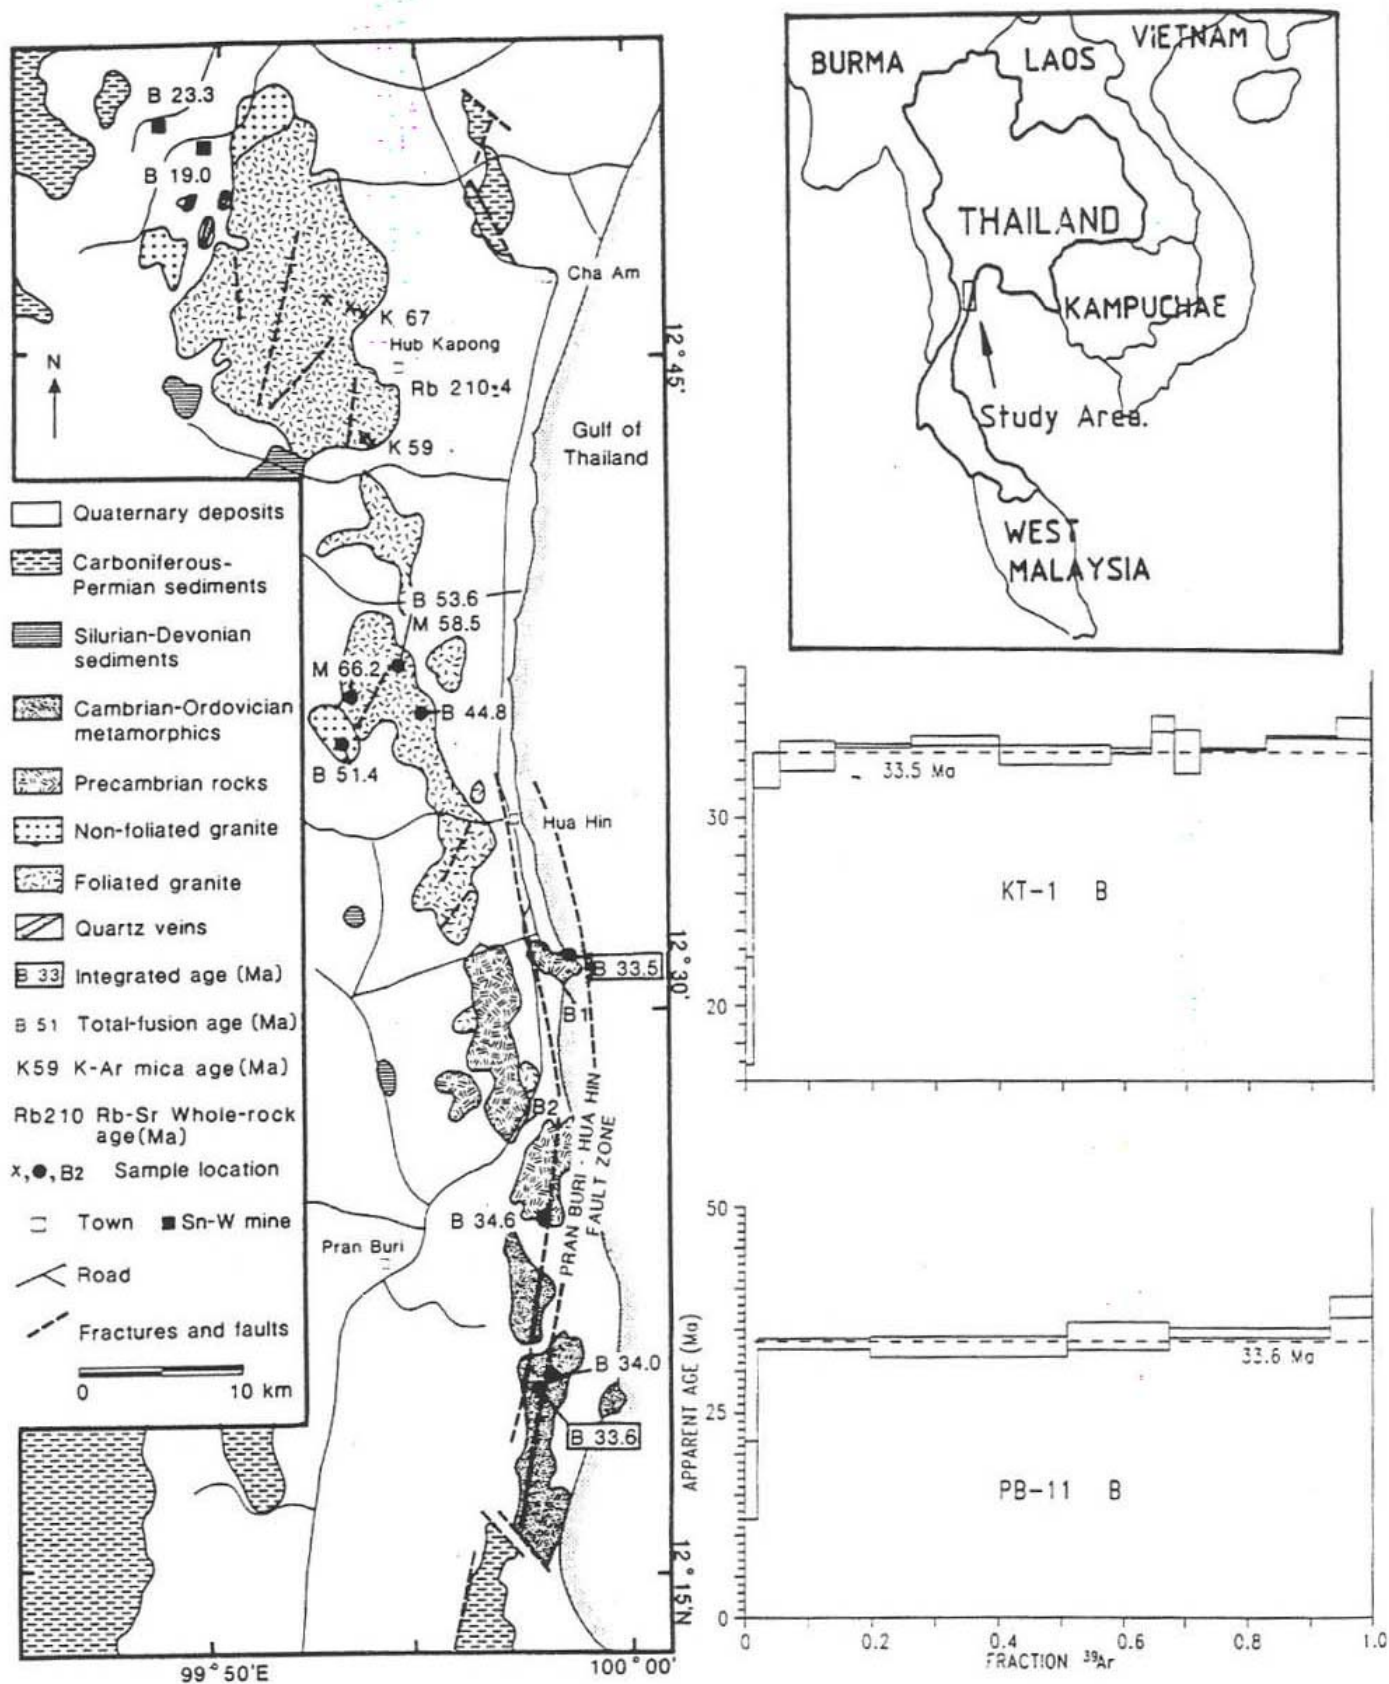 B 23.3
B 19.0
Cha Am
K 67
Hub Kapong
Rb 210±4
K 59
N
Gulf of
Thailand
12°45'
Quaternary deposits
Carboniferous-
Permian sediments
Silurian-Devonian
sediments
Cambrian-Ordovician
metamorphics
Precambrian rocks
Non-foliated granite
Foliated granite
Quartz veins
B 33 Integrated age (Ma)
B 51 Total-fusion age (Ma)
K59 K-Ar mica age (Ma)
Rb210 Rb-Sr Whole-rock
age (Ma)
x, ●, B2 Sample location
Town ■ Sn-W mine
Road
Fractures and faults
0 10 km
B 53.6
M 58.5
M 66.2
B 44.8
B 51.4
Hua Hin
12°30'
B 33.5
B1
B2
PRAN BURI - HUA HIN
FAULT ZONE
B 34.6
Pran Buri
B 34.0
B 33.6
12°15'N
99°50'E
100°00'
BURMA
LAOS
VIETNAM
THAILAND
KAMPUCHAE
Study Area.
WEST
MALAYSIA
33.5 Ma
30
KT-1 B
20
50
33.6 Ma
25
PB-11 B
0
APPARENT AGE (Ma)
0 0.2 0.4 0.6 0.8 1.0
FRACTION ³⁹Ar